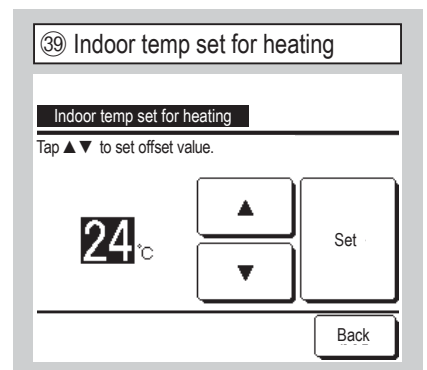 ㊴ Indoor temp set for heating
Indoor temp set for heating
Tap ▲▼ to set offset value.
▲
24°C
Set
▼
Back